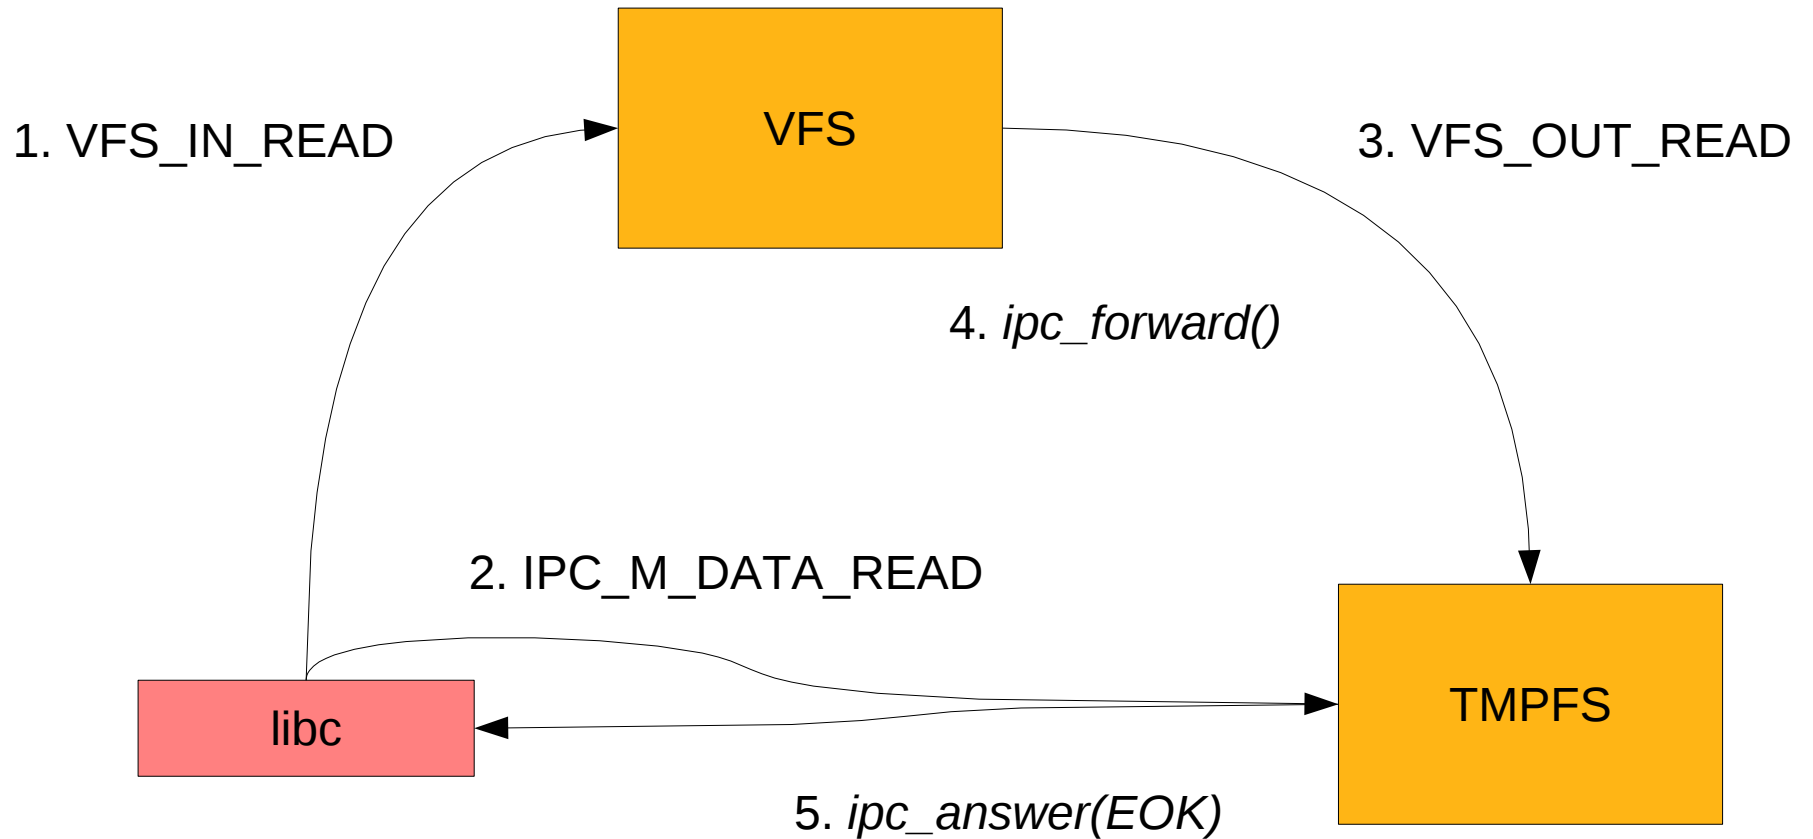 VFS
1. VFS_IN_READ
3. VFS_OUT_READ
4. ipc_forward()
2. IPC_M_DATA_READ
TMPFS
libc
5. ipc_answer(EOK)